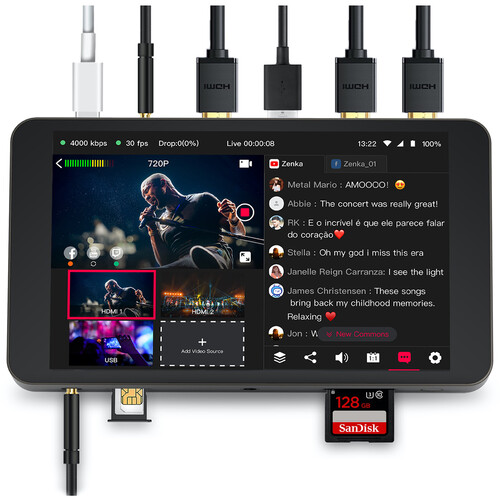 HDMI
HDMI
HDMI
4000 kbps 30 fps Drop:0(0%) Live 00:00:08 13:22 100%
720P
Zenka
Zenka_01
Metal Mario : AMOOOO! 😍
Abbie : The concert was really great!
RK : E o incrível é que ele parece falar
do coração❤️
Stella : Oh my god i miss this era
Janelle Reign Carranza: I see the light
James Christensen : These songs
bring back my childhood memories.
Relaxing ❤️
Jon : W
New Commons
HDMI 1
HDMI 2
USB
+
Add Video Source
1:1
128 GB
SanDisk